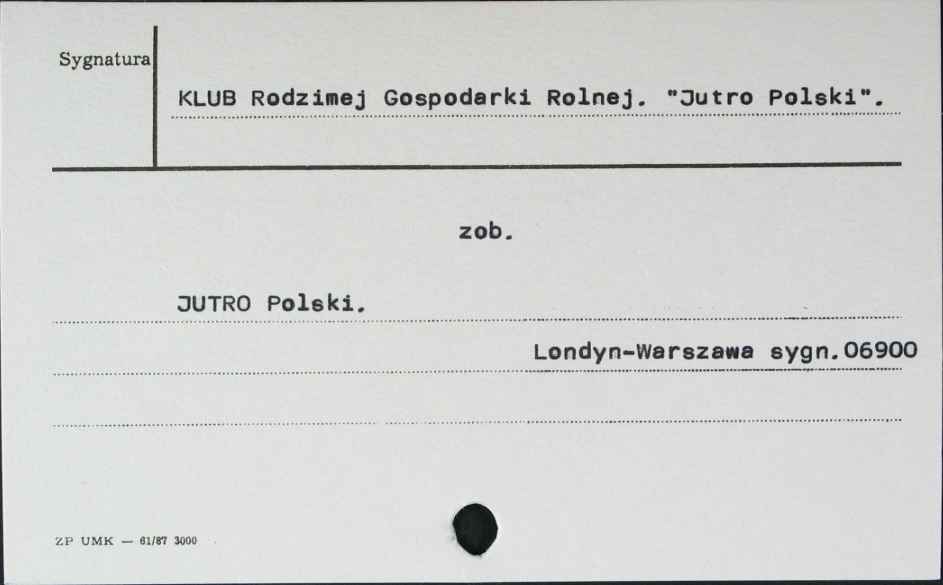 Sygnatura
KLUB Rodzimej Gospodarki Rolnej. "Jutro Polski".
zob.
JUTRO Polski.
Londyn-Warszawa sygn.06900
ZP UMK — 61/87 3000